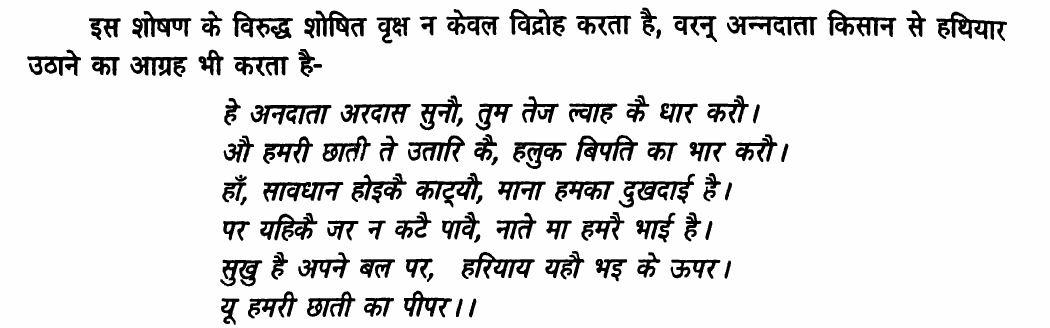 इस शोषण के विरुद्ध शोषित वृक्ष न केवल विद्रोह करता है, वरन् अन्नदाता किसान से हथियार
उठाने का आग्रह भी करता है-
हे अनदाता अरदास सुनौ, तुम तेज ल्वाह कै धार करौ।
औ हमरी छाती ते उतारि कै, हलुक बिपति का भार करौ।
हाँ, सावधान होइकै काट्यौ, माना हमका दुखदाई है।
पर यहिकै जर न कटै पावै, नाते मा हमरै भाई है।
सुखु है अपने बल पर, हरियाय यहौ भइ के ऊपर।
यू हमरी छाती का पीपर।।